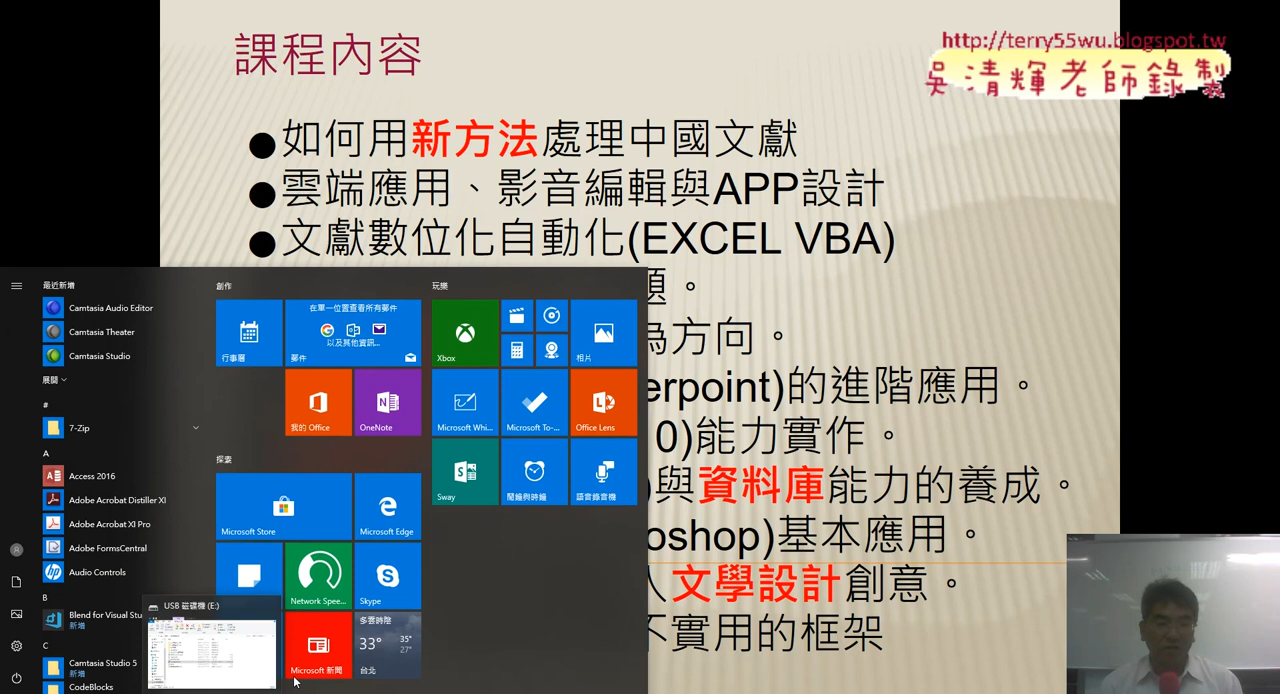 課程內容
http://terry55wu.blogspot.tw
吳清輝老師錄製
●如何用新方法處理中國文獻
●雲端應用、影音編輯與APP設計
●文獻數位化自動化(EXCEL VBA)
題。
為方向。
erpoint)的進階應用。
0)能力實作。
)與資料庫能力的養成。
oshop)基本應用。
文學設計創意。
不實用的框架
最近新增
Camtasia Audio Editor
Camtasia Theater
Camtasia Studio
展開
#
7-Zip
A
Access 2016
Adobe Acrobat Distiller XI
Adobe Acrobat XI Pro
Adobe FormsCentral
Audio Controls
B
Blend for Visual Stu
新增
C
Camtasia Studio 5
新增
CodeBlocks
創作
行事曆
在單一位置查看所有郵件
以及其他資訊...
郵件
我的 Office
OneNote
探索
Microsoft Store
Microsoft Edge
Network Spee...
Skype
Microsoft 新聞
多雲時陰
33°
35°
27°
台北
玩樂
Xbox
相片
Microsoft Whi...
Microsoft To-...
Office Lens
Sway
鬧鐘與時鐘
語音錄音機
USB 磁碟機 (E:)